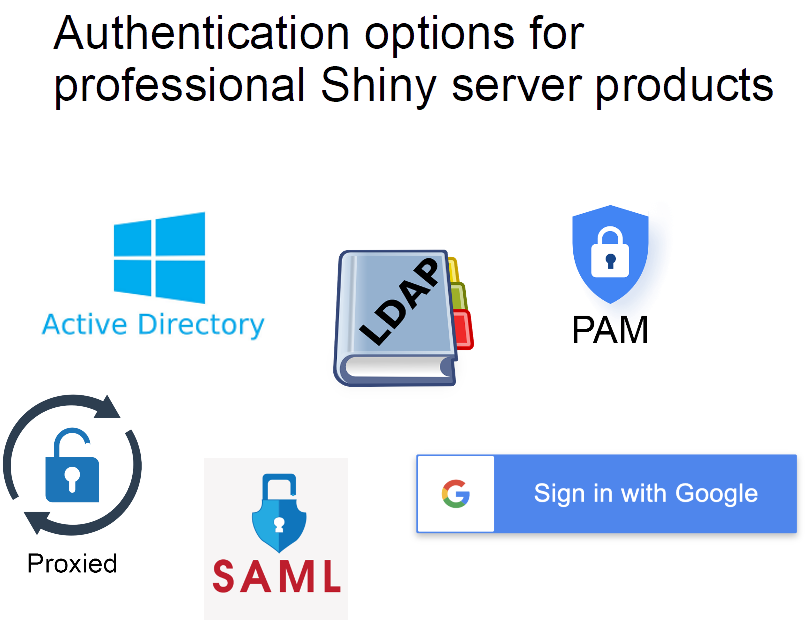 Authentication options for
professional Shiny server products
Active Directory
LDAP
PAM
Proxied
SAML
G Sign in with Google